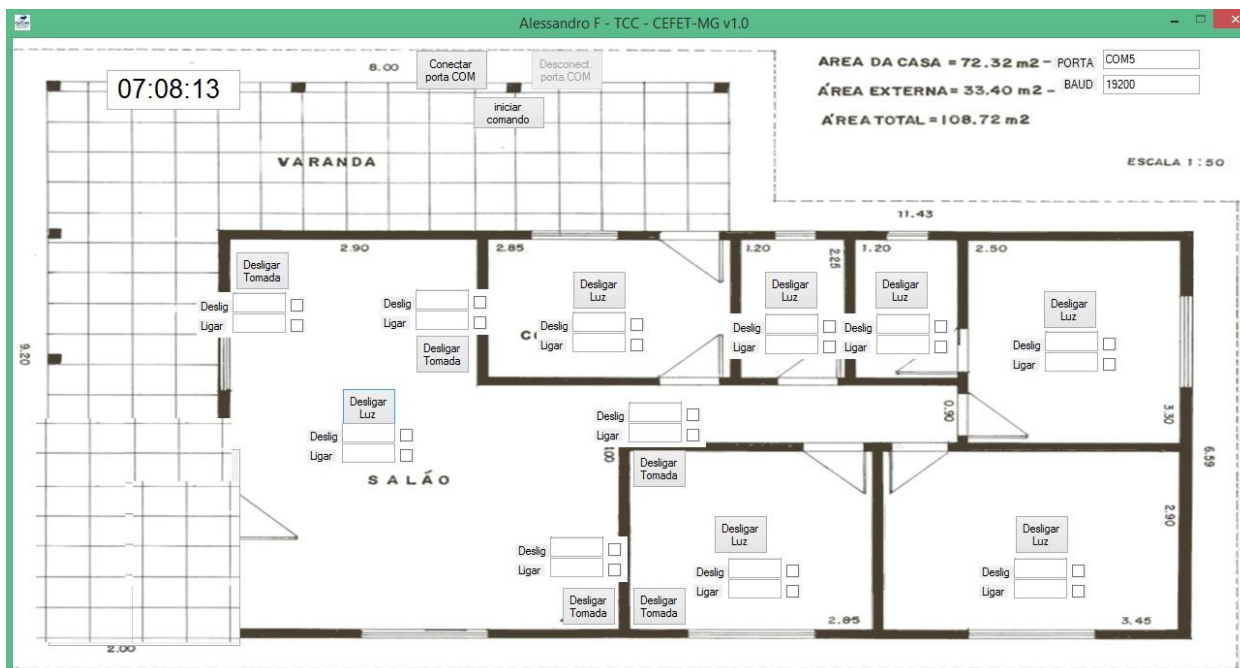 Alessandro F - TCC - CEFET-MG v1.0
8.00
Conectar
porta COM
Desconect.
porta COM
AREA DA CASA = 72.32 m2 -
PORTA
COM5
07:08:13
ÁREA EXTERNA = 33.40 m2 -
BAUD
19200
iniciar
comando
ÁREA TOTAL = 108.72 m2
VARANDA
ESCALA 1:50
11.43
2.90
2.85
1.20
2.25
1.20
2.50
Desligar
Tomada
Desligar
Luz
Desligar
Luz
Desligar
Luz
Desligar
Luz
Deslig
Ligar
Deslig
Ligar
Deslig
Ligar
Deslig
Ligar
Deslig
Ligar
Deslig
Ligar
Desligar
Tomada
9.20
Desligar
Luz
Deslig
Ligar
Deslig
Ligar
0.90
3.30
6.59
SALÃO
Desligar
Tomada
2.90
Desligar
Luz
Desligar
Luz
Deslig
Ligar
Deslig
Ligar
Deslig
Ligar
Desligar
Tomada
Desligar
Tomada
2.85
3.45
2.00